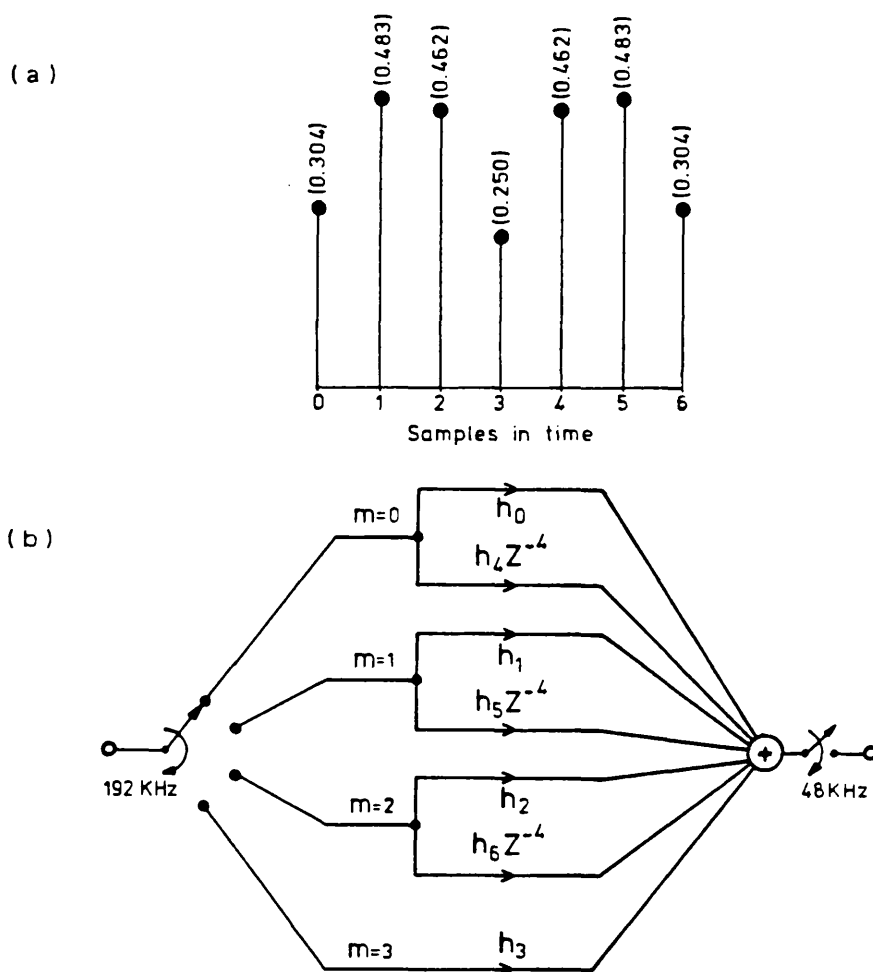 (a)
(0.304)
(0.483)
(0.462)
(0.250)
(0.462)
(0.483)
(0.304)
0 1 2 3 4 5 6
Samples in time
(b)
m=0
h0
h4Z-4
m=1
h1
h5Z-4
192 KHz
48KHz
m=2
h2
h6Z-4
m=3
h3
+